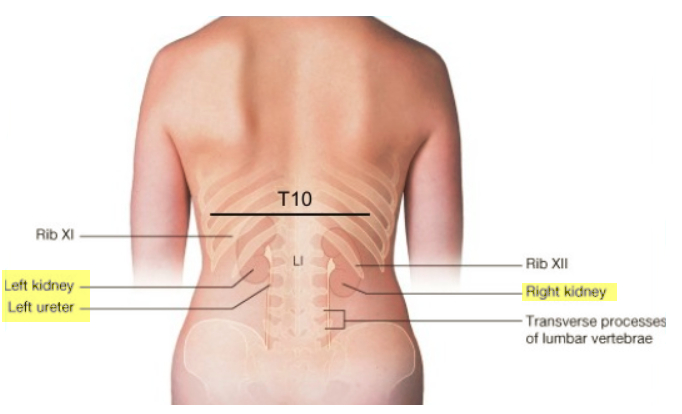 T10
Rib XI
LI
Rib XII
Left kidney
Left ureter
Right kidney
Transverse processes
of lumbar vertebrae